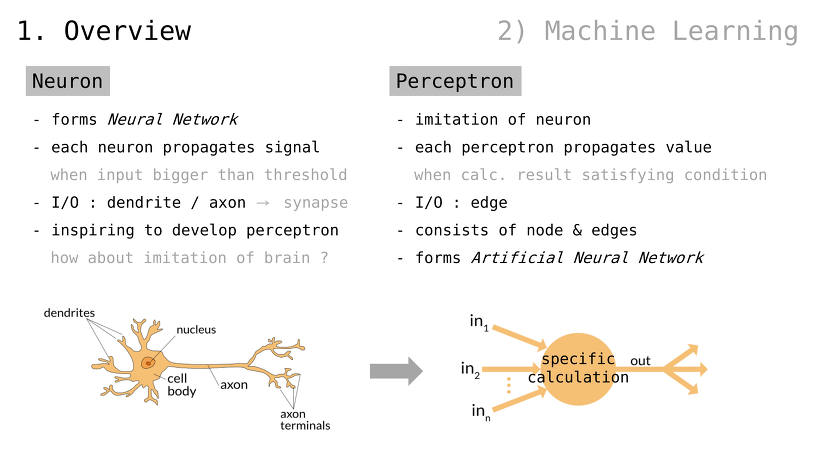 1. Overview
2) Machine Learning
Neuron
- forms Neural Network
- each neuron propagates signal
when input bigger than threshold
- I/O : dendrite / axon → synapse
- inspiring to develop perceptron
how about imitation of brain ?
Perceptron
- imitation of neuron
- each perceptron propagates value
when calc. result satisfying condition
- I/O : edge
- consists of node & edges
- forms Artificial Neural Network
dendrites
nucleus
cell
body
axon
axon
terminals
in1
in2
inn
specific
calculation
out